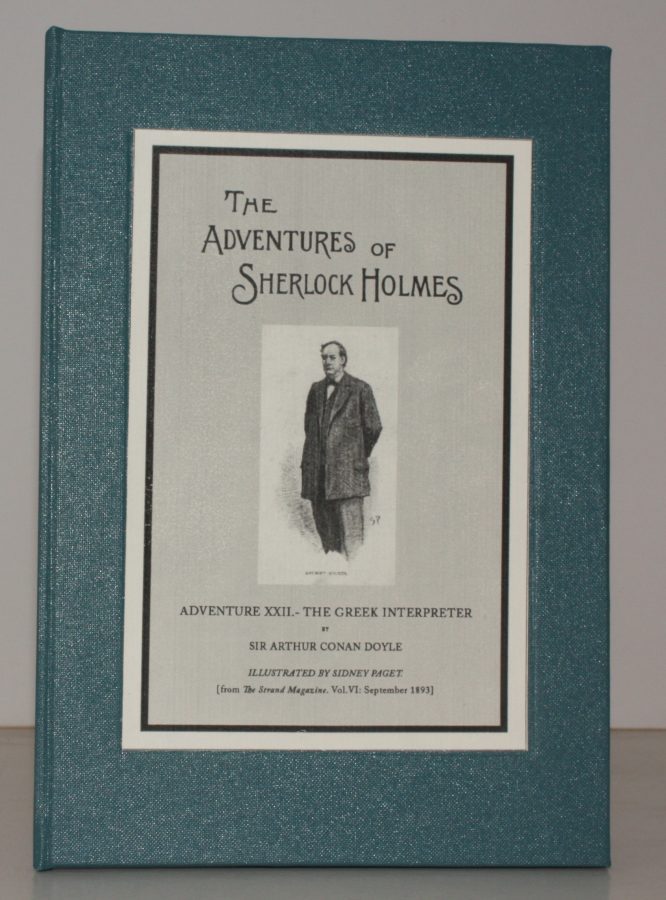 THE
ADVENTURES OF
SHERLOCK HOLMES
SP
ADVENTURE XXII.- THE GREEK INTERPRETER
BY
SIR ARTHUR CONAN DOYLE
ILLUSTRATED BY SIDNEY PAGET.
[from The Strand Magazine. Vol.VI: September 1893]